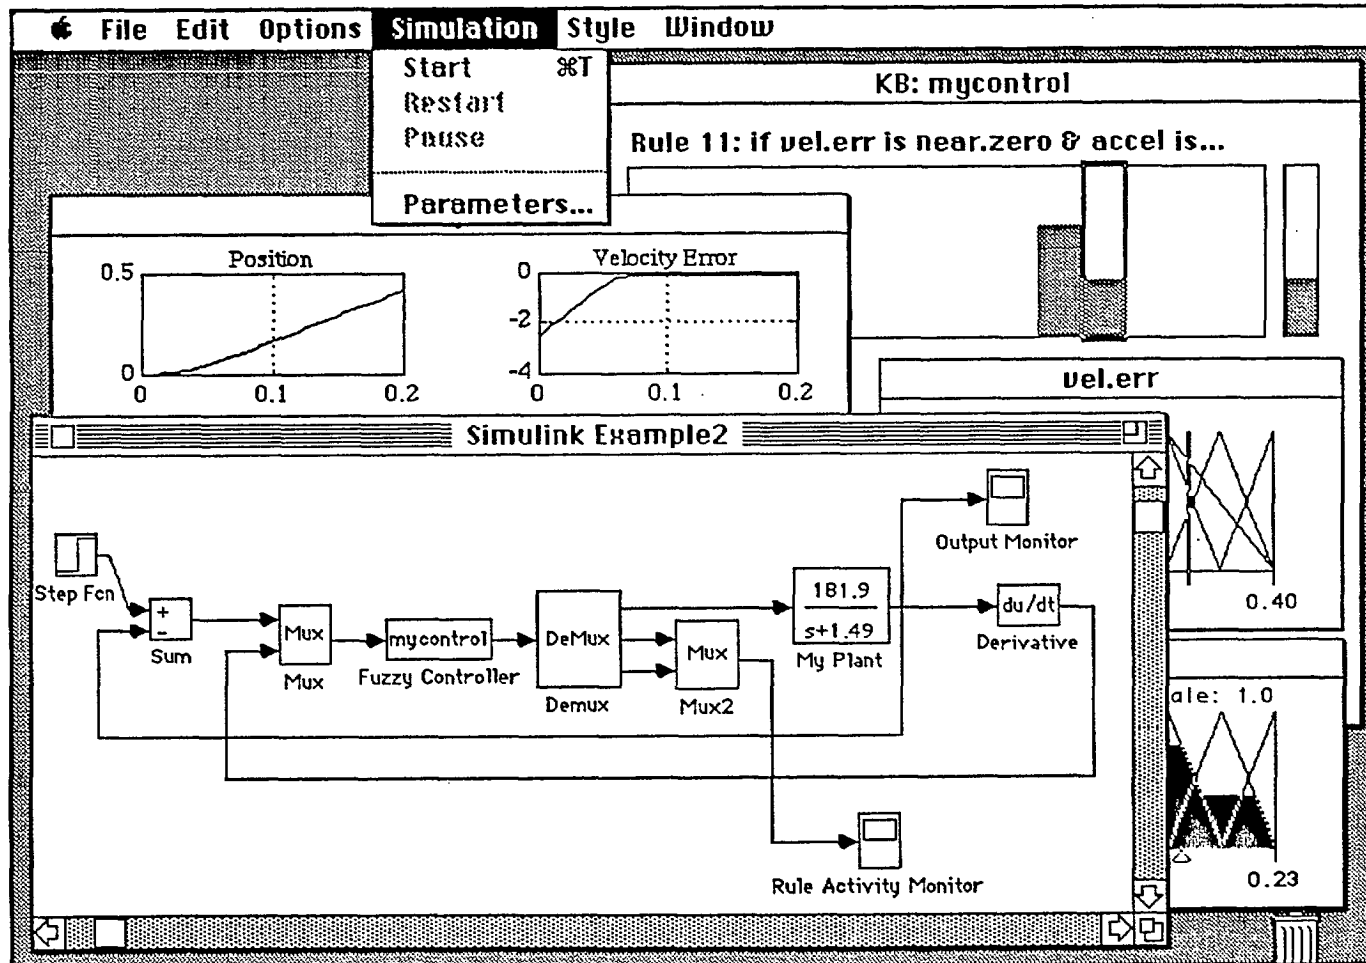 File Edit Options Simulation Style Window
Start ⌘T
Restart
Pause
Parameters...
KB: mycontrol
Rule 11: if vel.err is near.zero & accel is...
Position
0.5
0
0 0.1 0.2
Velocity Error
0
-2
-4
0 0.1 0.2
vel.err
0.40
Simulink Example2
Step Fcn
+
-
Sum
Mux
Mux
mycontrol
Fuzzy Controller
DeMux
Demux
Mux
Mux2
181.9
s+1.49
My Plant
Output Monitor
du/dt
Derivative
Rule Activity Monitor
ale: 1.0
0.23